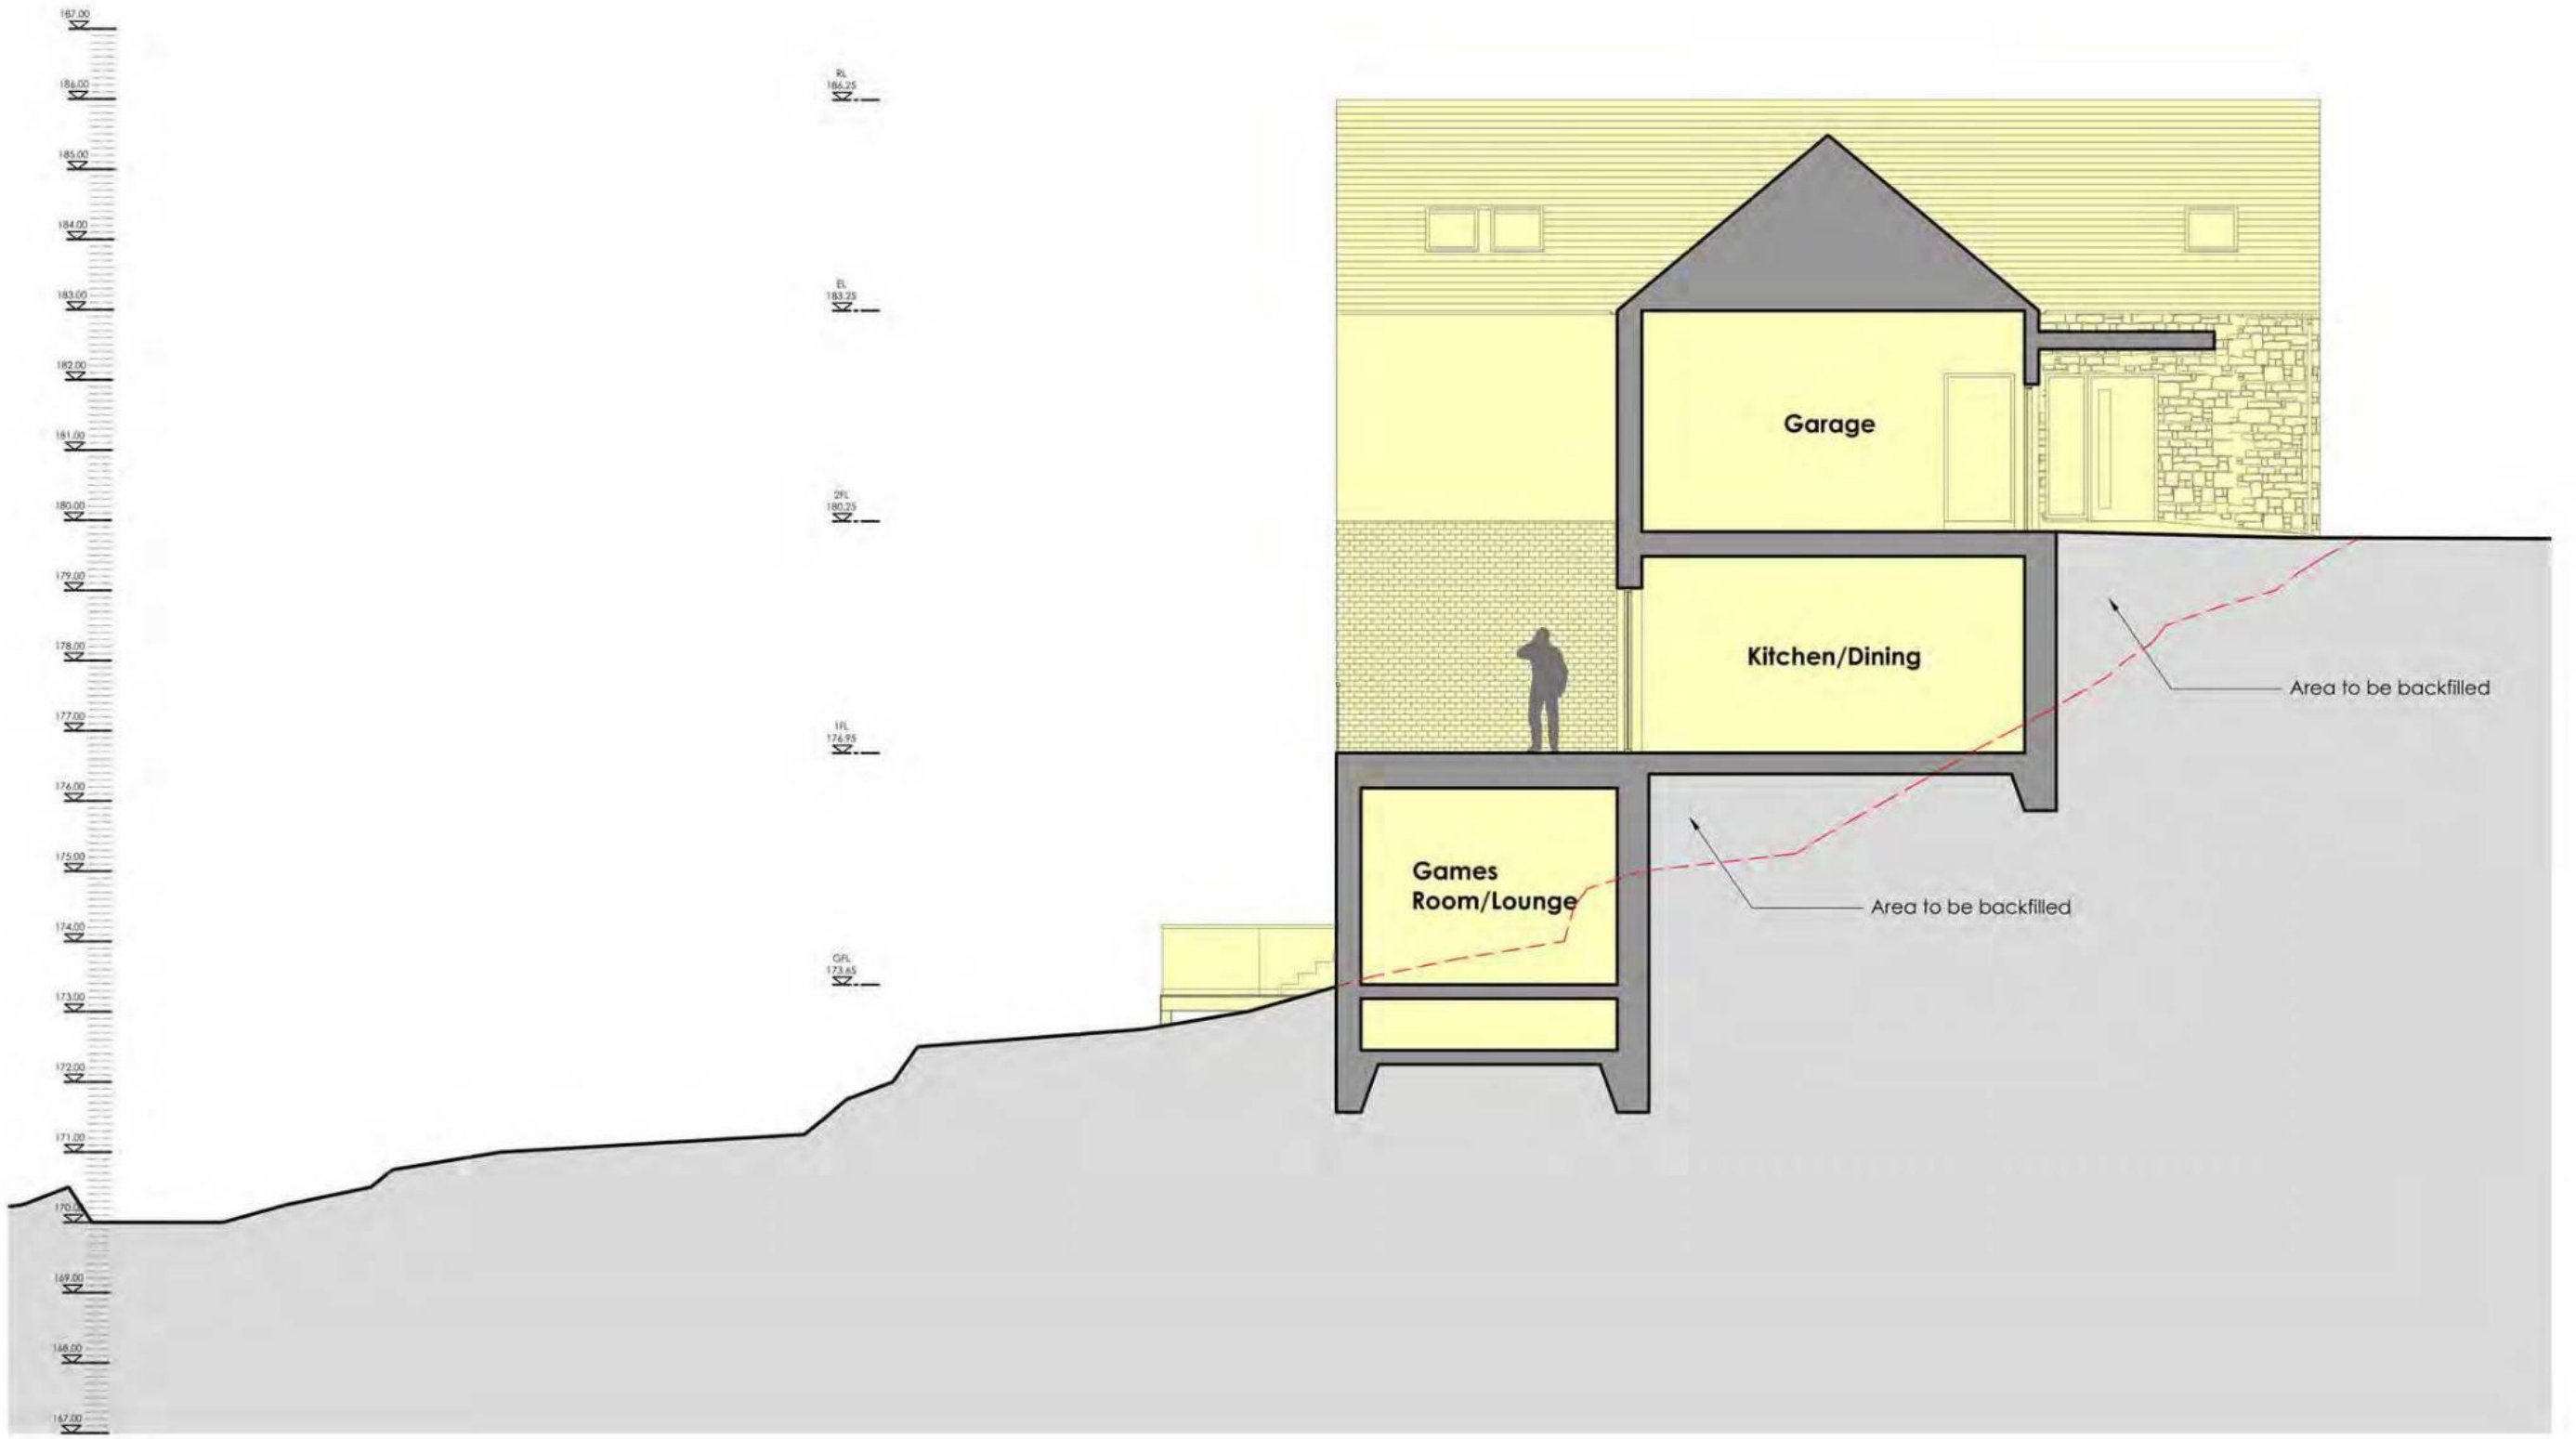 187.00
186.00
185.00
184.00
183.00
182.00
181.00
180.00
179.00
178.00
177.00
176.00
175.00
174.00
173.00
172.00
171.00
170.00
169.00
168.00
167.00
RL
186.25
EL
183.25
2FL
180.25
1FL
176.95
GFL
173.65
Garage
Kitchen/Dining
Games
Room/Lounge
Area to be backfilled
Area to be backfilled